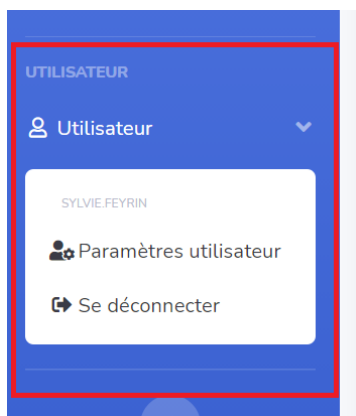 UTILISATEUR
Utilisateur
SYLVIE.FEYRIN
Paramètres utilisateur
Se déconnecter